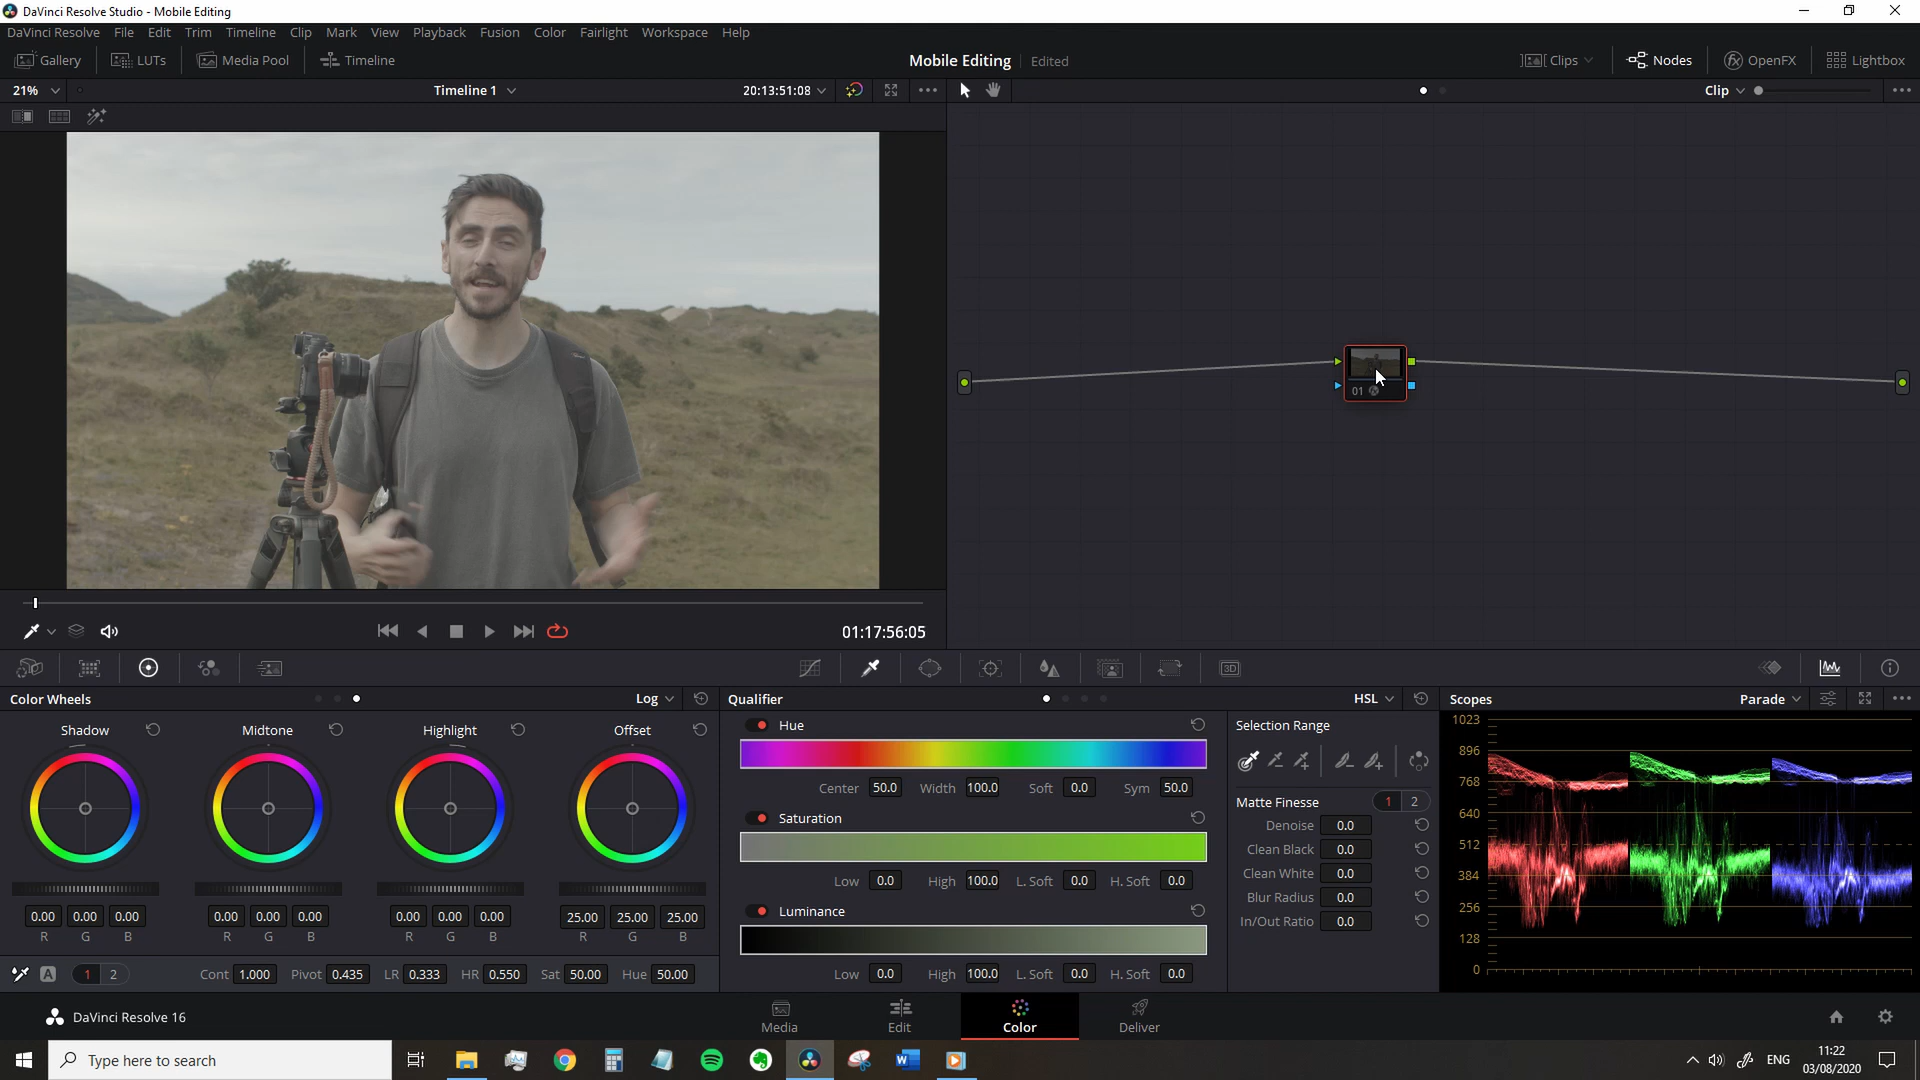 DaVinci Resolve Studio - Mobile Editing
DaVinci Resolve File Edit Trim Timeline Clip Mark View Playback Fusion Color Fairlight Workspace Help
Gallery LUTs Media Pool Timeline Mobile Editing Edited Clips Nodes OpenFX Lightbox
21% Timeline 1 20:13:51:08 Clip
01
01:17:56:05
3D
Color Wheels Log Qualifier HSL Scopes Parade
Shadow Midtone Highlight Offset
Hue
Center 50.0 Width 100.0 Soft 0.0 Sym 50.0
Saturation
Low 0.0 High 100.0 L. Soft 0.0 H. Soft 0.0
Luminance
Low 0.0 High 100.0 L. Soft 0.0 H. Soft 0.0
0.00 0.00 0.00 0.00 0.00 0.00 0.00 0.00 0.00 25.00 25.00 25.00
R G B R G B R G B R G B
A 1 2 Cont 1.000 Pivot 0.435 LR 0.333 HR 0.550 Sat 50.00 Hue 50.00
Selection Range
Matte Finesse 1 2
Denoise 0.0
Clean Black 0.0
Clean White 0.0
Blur Radius 0.0
In/Out Ratio 0.0
1023
896
768
640
512
384
256
128
0
DaVinci Resolve 16
Media Edit Color Deliver
Type here to search
ENG
11:22
03/08/2020